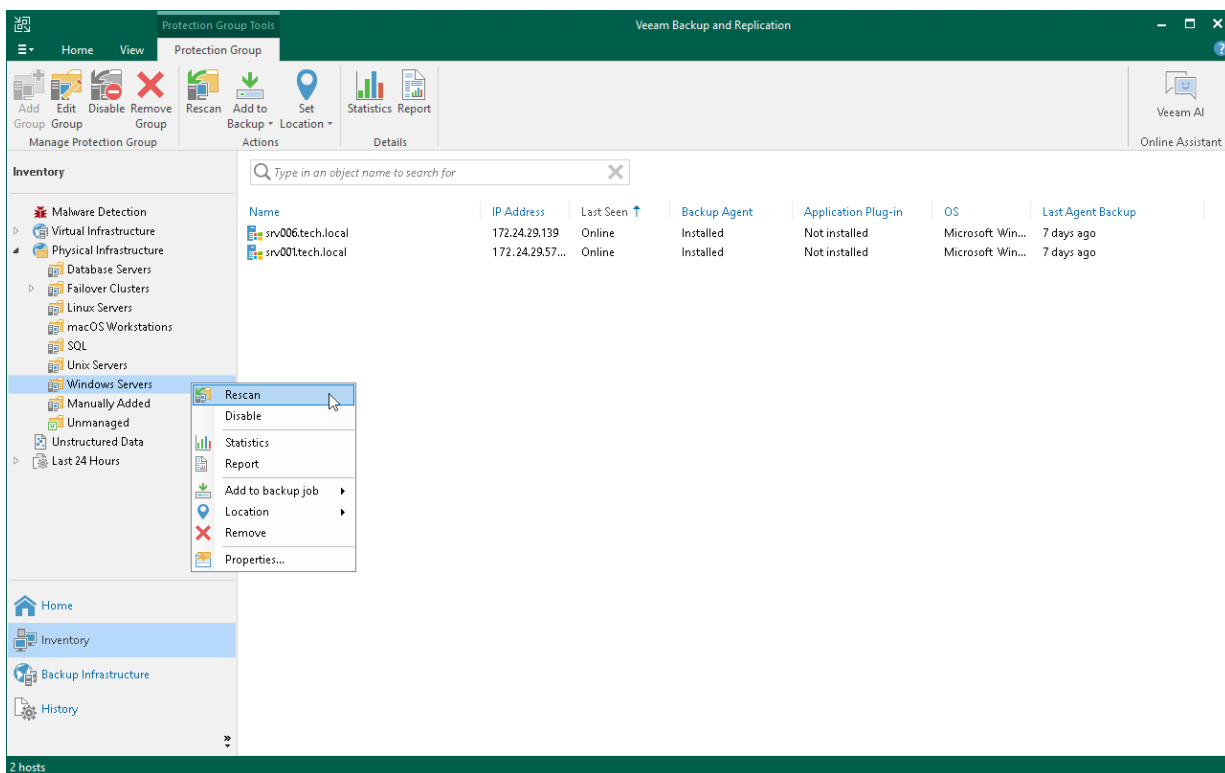 Protection Group Tools
Veeam Backup and Replication
Home View Protection Group
Add Group
Edit Group
Disable
Remove Group
Rescan
Add to Backup
Set Location
Statistics
Report
Veeam AI
Manage Protection Group
Actions
Details
Online Assistant
Inventory
Type in an object name to search for
Malware Detection
Virtual Infrastructure
Physical Infrastructure
Database Servers
Failover Clusters
Linux Servers
macOS Workstations
SQL
Unix Servers
Windows Servers
Manually Added
Unmanaged
Unstructured Data
Last 24 Hours
Name IP Address Last Seen Backup Agent Application Plug-in OS Last Agent Backup
srv006.tech.local 172.24.29.139 Online Installed Not installed Microsoft Win... 7 days ago
srv001.tech.local 172.24.29.57... Online Installed Not installed Microsoft Win... 7 days ago
Rescan
Disable
Statistics
Report
Add to backup job
Location
Remove
Properties...
Home
Inventory
Backup Infrastructure
History
2 hosts